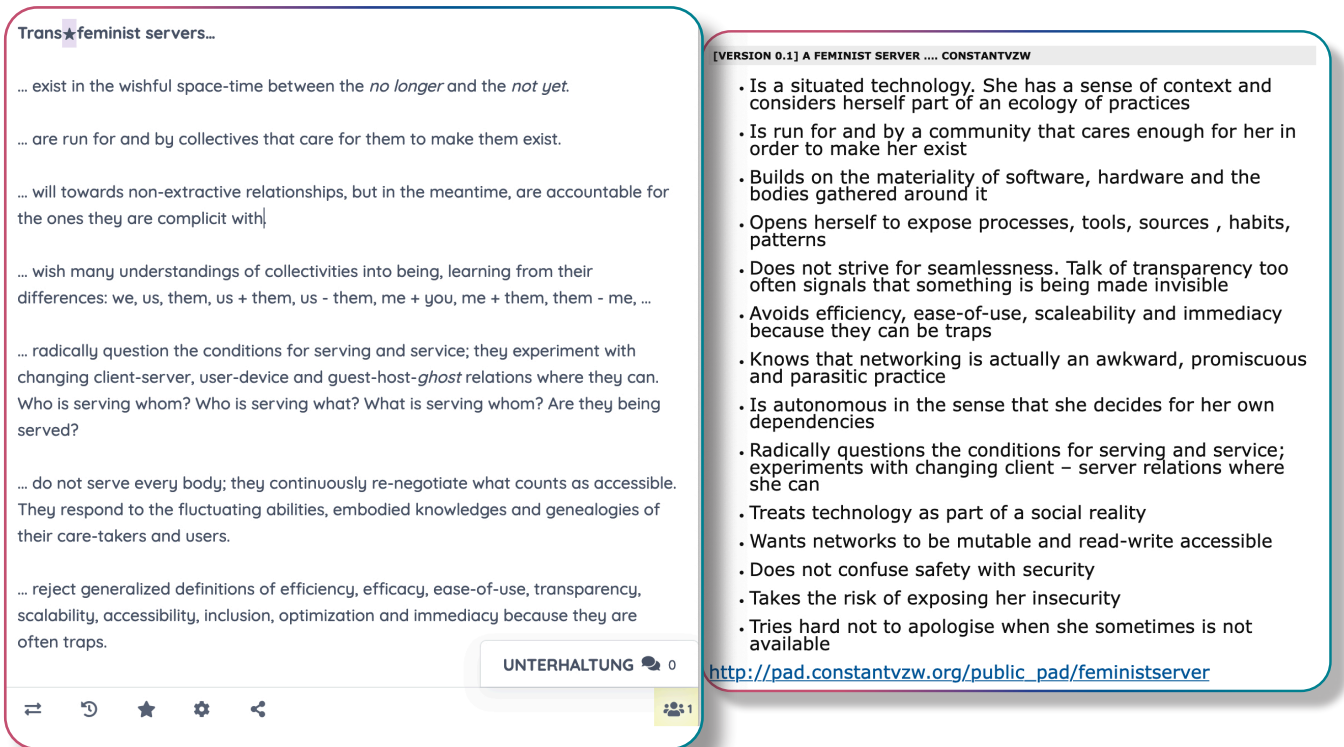 Trans★feminist servers...
... exist in the wishful space-time between the no longer and the not yet.
... are run for and by collectives that care for them to make them exist.
... will towards non-extractive relationships, but in the meantime, are accountable for
the ones they are complicit with.
... wish many understandings of collectivities into being, learning from their
differences: we, us, them, us + them, us - them, me + you, me + them, them - me, ...
... radically question the conditions for serving and service; they experiment with
changing client-server, user-device and guest-host-ghost relations where they can.
Who is serving whom? Who is serving what? What is serving whom? Are they being
served?
... do not serve every body; they continuously re-negotiate what counts as accessible.
They respond to the fluctuating abilities, embodied knowledges and genealogies of
their care-takers and users.
... reject generalized definitions of efficiency, efficacy, ease-of-use, transparency,
scalability, accessibility, inclusion, optimization and immediacy because they are
often traps.
UNTERHALTUNG 0
1
[VERSION 0.1] A FEMINIST SERVER .... CONSTANTVZW
• Is a situated technology. She has a sense of context and
considers herself part of an ecology of practices
• Is run for and by a community that cares enough for her in
order to make her exist
• Builds on the materiality of software, hardware and the
bodies gathered around it
• Opens herself to expose processes, tools, sources , habits,
patterns
• Does not strive for seamlessness. Talk of transparency too
often signals that something is being made invisible
• Avoids efficiency, ease-of-use, scaleability and immediacy
because they can be traps
• Knows that networking is actually an awkward, promiscuous
and parasitic practice
• Is autonomous in the sense that she decides for her own
dependencies
• Radically questions the conditions for serving and service;
experiments with changing client – server relations where
she can
• Treats technology as part of a social reality
• Wants networks to be mutable and read-write accessible
• Does not confuse safety with security
• Takes the risk of exposing her insecurity
• Tries hard not to apologise when she sometimes is not
available
http://pad.constantvzw.org/public_pad/feministserver